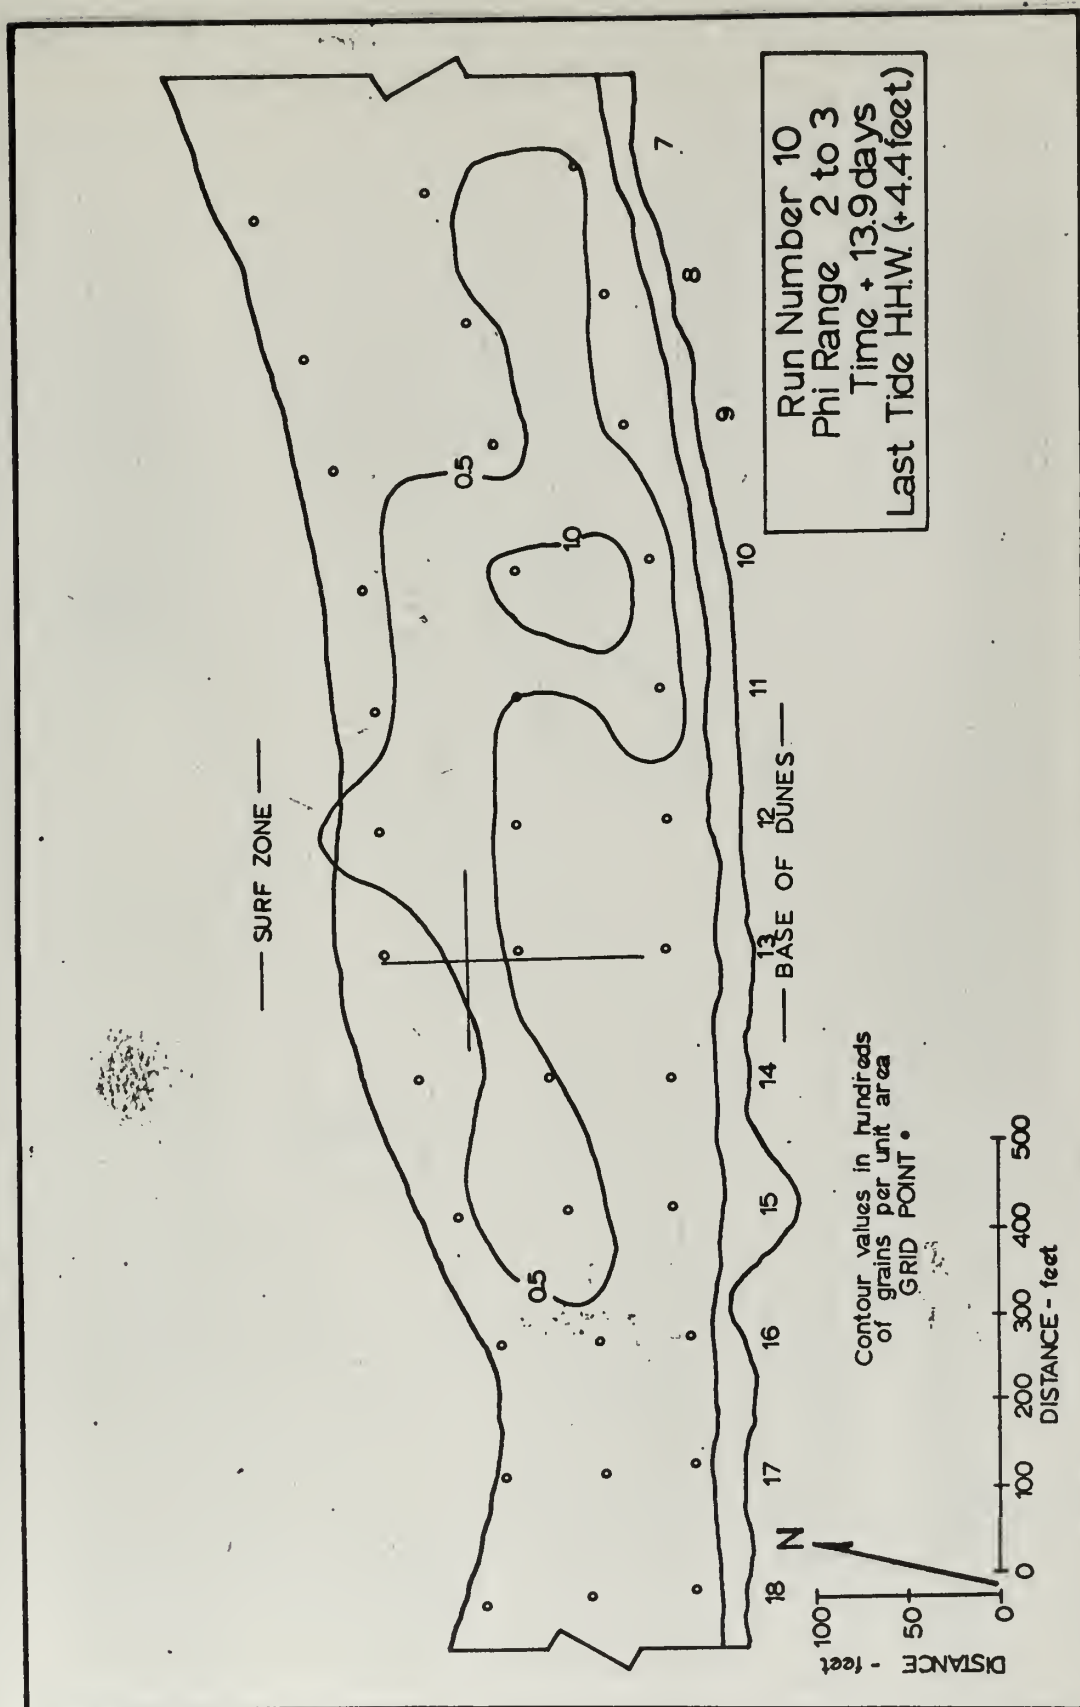 Run Number 10
Phi Range 2 to 3
Time + 13.9 days
Last Tide H.H.W. (+4.4 feet)
SURF ZONE
0.5
1.0
0.5
18
17
16
15
14
13
12
11
10
9
8
7
BASE OF DUNES
Contour values in hundreds
of grains per unit area
GRID POINT
N
100
50
0
DISTANCE - feet
0
100
200
300
400
500
DISTANCE - feet